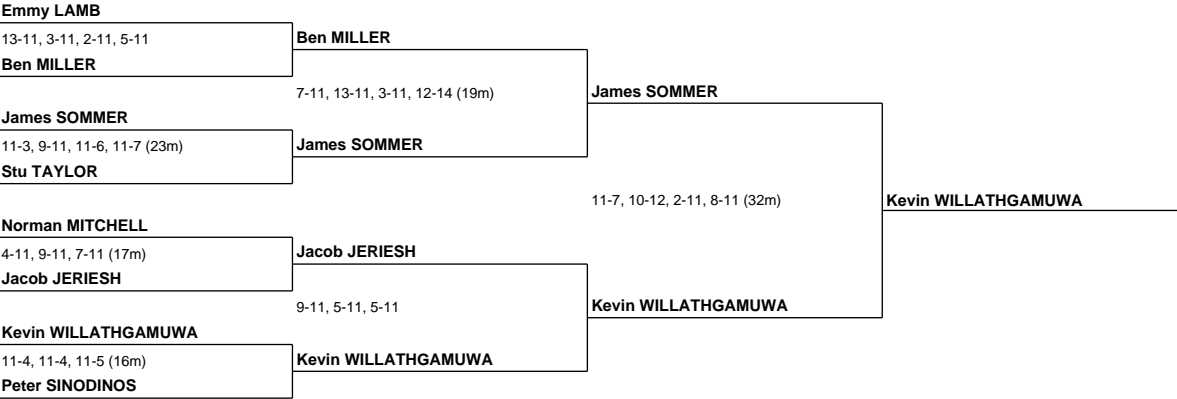 Emmy LAMB
13-11, 3-11, 2-11, 5-11
Ben MILLER
Ben MILLER
7-11, 13-11, 3-11, 12-14 (19m)
James SOMMER
James SOMMER
11-3, 9-11, 11-6, 11-7 (23m)
James SOMMER
Stu TAYLOR
11-7, 10-12, 2-11, 8-11 (32m)
Kevin WILLATHGAMUWA
Norman MITCHELL
4-11, 9-11, 7-11 (17m)
Jacob JERIESH
Jacob JERIESH
9-11, 5-11, 5-11
Kevin WILLATHGAMUWA
Kevin WILLATHGAMUWA
11-4, 11-4, 11-5 (16m)
Kevin WILLATHGAMUWA
Peter SINODINOS